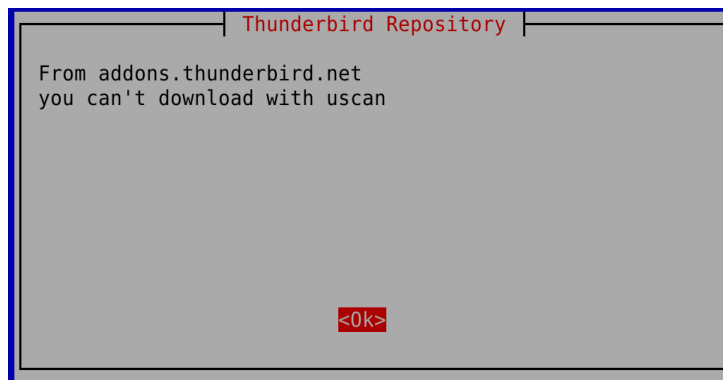 Thunderbird Repository
From addons.thunderbird.net
you can't download with uscan
<Ok>